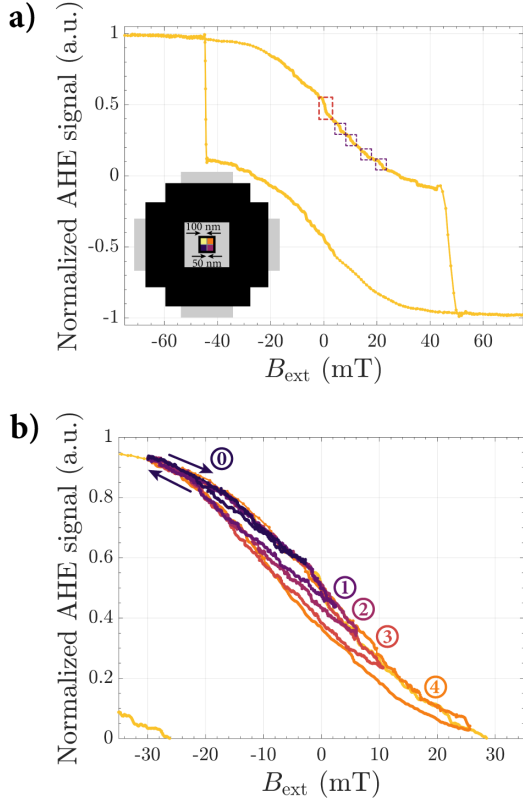 a)
Normalized AHE signal (a.u.)
1
0.5
0
-0.5
-1
100 nm
50 nm
-60 -40 -20 0 20 40 60
B_ext (mT)
b)
Normalized AHE signal (a.u.)
1
0.8
0.6
0.4
0.2
0
⓪
①
②
③
④
-30 -20 -10 0 10 20 30
B_ext (mT)